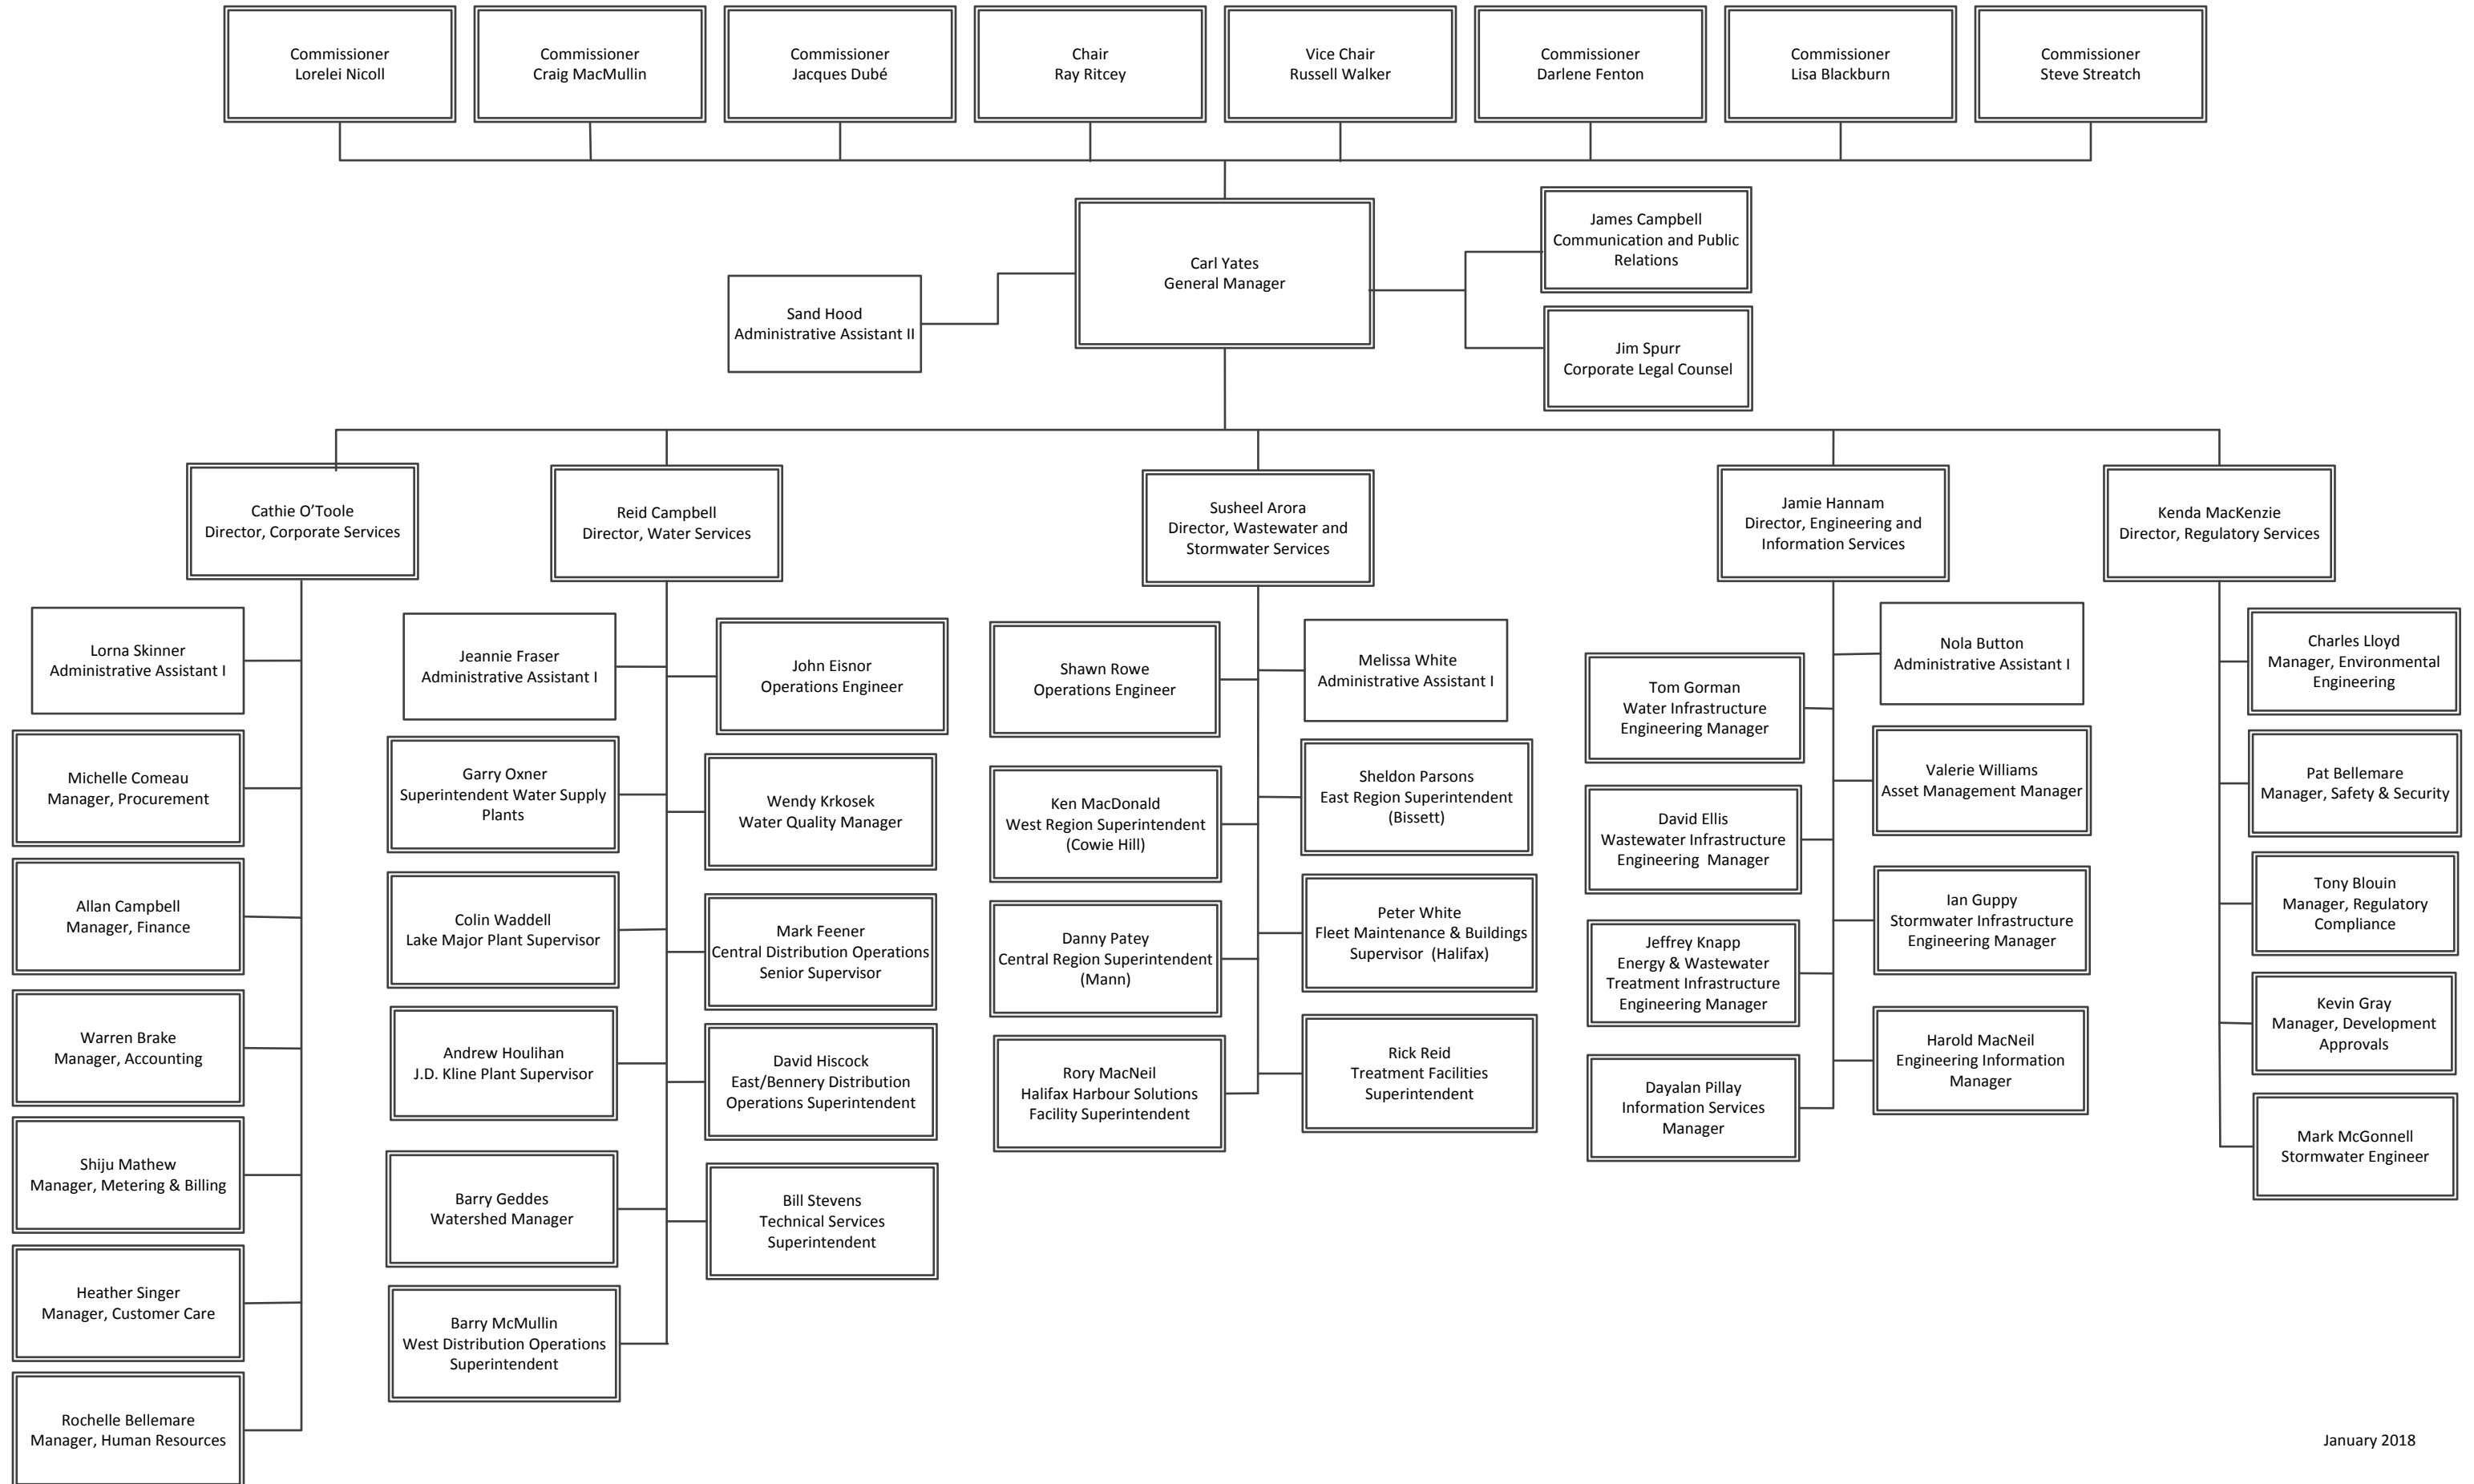 Commissioner
Lorelei Nicoll
Commissioner
Craig MacMullin
Commissioner
Jacques Dubé
Chair
Ray Ritcey
Vice Chair
Russell Walker
Commissioner
Darlene Fenton
Commissioner
Lisa Blackburn
Commissioner
Steve Streatch
Carl Yates
General Manager
James Campbell
Communication and Public
Relations
Sand Hood
Administrative Assistant II
Jim Spurr
Corporate Legal Counsel
Cathie O’Toole
Director, Corporate Services
Reid Campbell
Director, Water Services
Susheel Arora
Director, Wastewater and
Stormwater Services
Jamie Hannam
Director, Engineering and
Information Services
Kenda MacKenzie
Director, Regulatory Services
Lorna Skinner
Administrative Assistant I
Michelle Comeau
Manager, Procurement
Allan Campbell
Manager, Finance
Warren Brake
Manager, Accounting
Shiju Mathew
Manager, Metering & Billing
Heather Singer
Manager, Customer Care
Rochelle Bellemare
Manager, Human Resources
Jeannie Fraser
Administrative Assistant I
Garry Oxner
Superintendent Water Supply
Plants
Colin Waddell
Lake Major Plant Supervisor
Andrew Houlihan
J.D. Kline Plant Supervisor
Barry Geddes
Watershed Manager
Barry McMullin
West Distribution Operations
Superintendent
John Eisnor
Operations Engineer
Wendy Krkosek
Water Quality Manager
Mark Feener
Central Distribution Operations
Senior Supervisor
David Hiscock
East/Bennery Distribution
Operations Superintendent
Bill Stevens
Technical Services
Superintendent
Shawn Rowe
Operations Engineer
Ken MacDonald
West Region Superintendent
(Cowie Hill)
Danny Patey
Central Region Superintendent
(Mann)
Rory MacNeil
Halifax Harbour Solutions
Facility Superintendent
Melissa White
Administrative Assistant I
Sheldon Parsons
East Region Superintendent
(Bissett)
Peter White
Fleet Maintenance & Buildings
Supervisor (Halifax)
Rick Reid
Treatment Facilities
Superintendent
Tom Gorman
Water Infrastructure
Engineering Manager
David Ellis
Wastewater Infrastructure
Engineering Manager
Jeffrey Knapp
Energy & Wastewater
Treatment Infrastructure
Engineering Manager
Dayalan Pillay
Information Services
Manager
Nola Button
Administrative Assistant I
Valerie Williams
Asset Management Manager
Ian Guppy
Stormwater Infrastructure
Engineering Manager
Harold MacNeil
Engineering Information
Manager
Charles Lloyd
Manager, Environmental
Engineering
Pat Bellemare
Manager, Safety & Security
Tony Blouin
Manager, Regulatory
Compliance
Kevin Gray
Manager, Development
Approvals
Mark McGonnell
Stormwater Engineer
January 2018